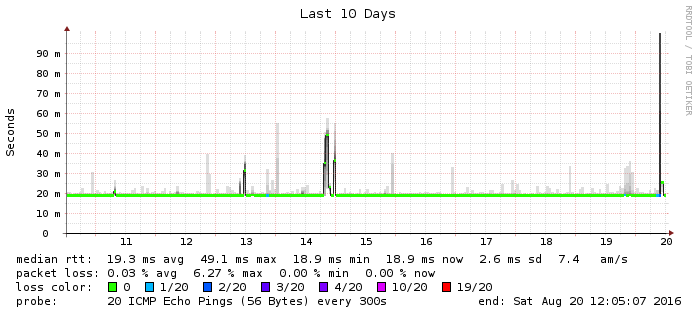 Last 10 Days
RRDTOOL / TOBI OETIKER
Seconds
90 m
80 m
70 m
60 m
50 m
40 m
30 m
20 m
10 m
0
11 12 13 14 15 16 17 18 19 20
median rtt: 19.3 ms avg 49.1 ms max 18.9 ms min 18.9 ms now 2.6 ms sd 7.4 am/s
packet loss: 0.03 % avg 6.27 % max 0.00 % min 0.00 % now
loss color: 0 1/20 2/20 3/20 4/20 10/20 19/20
probe: 20 ICMP Echo Pings (56 Bytes) every 300s end: Sat Aug 20 12:05:07 2016